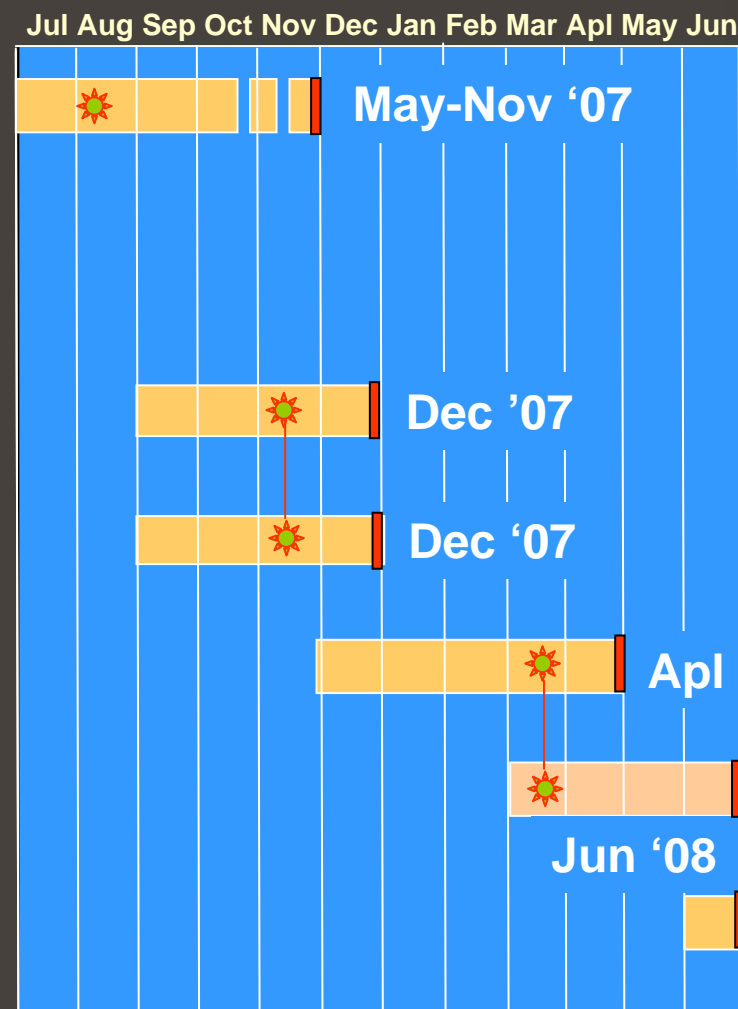 Jul Aug Sep Oct Nov Dec Jan Feb Mar Apl May Jun
May-Nov ‘07
Dec ’07
Dec ‘07
Apl
Jun ‘08